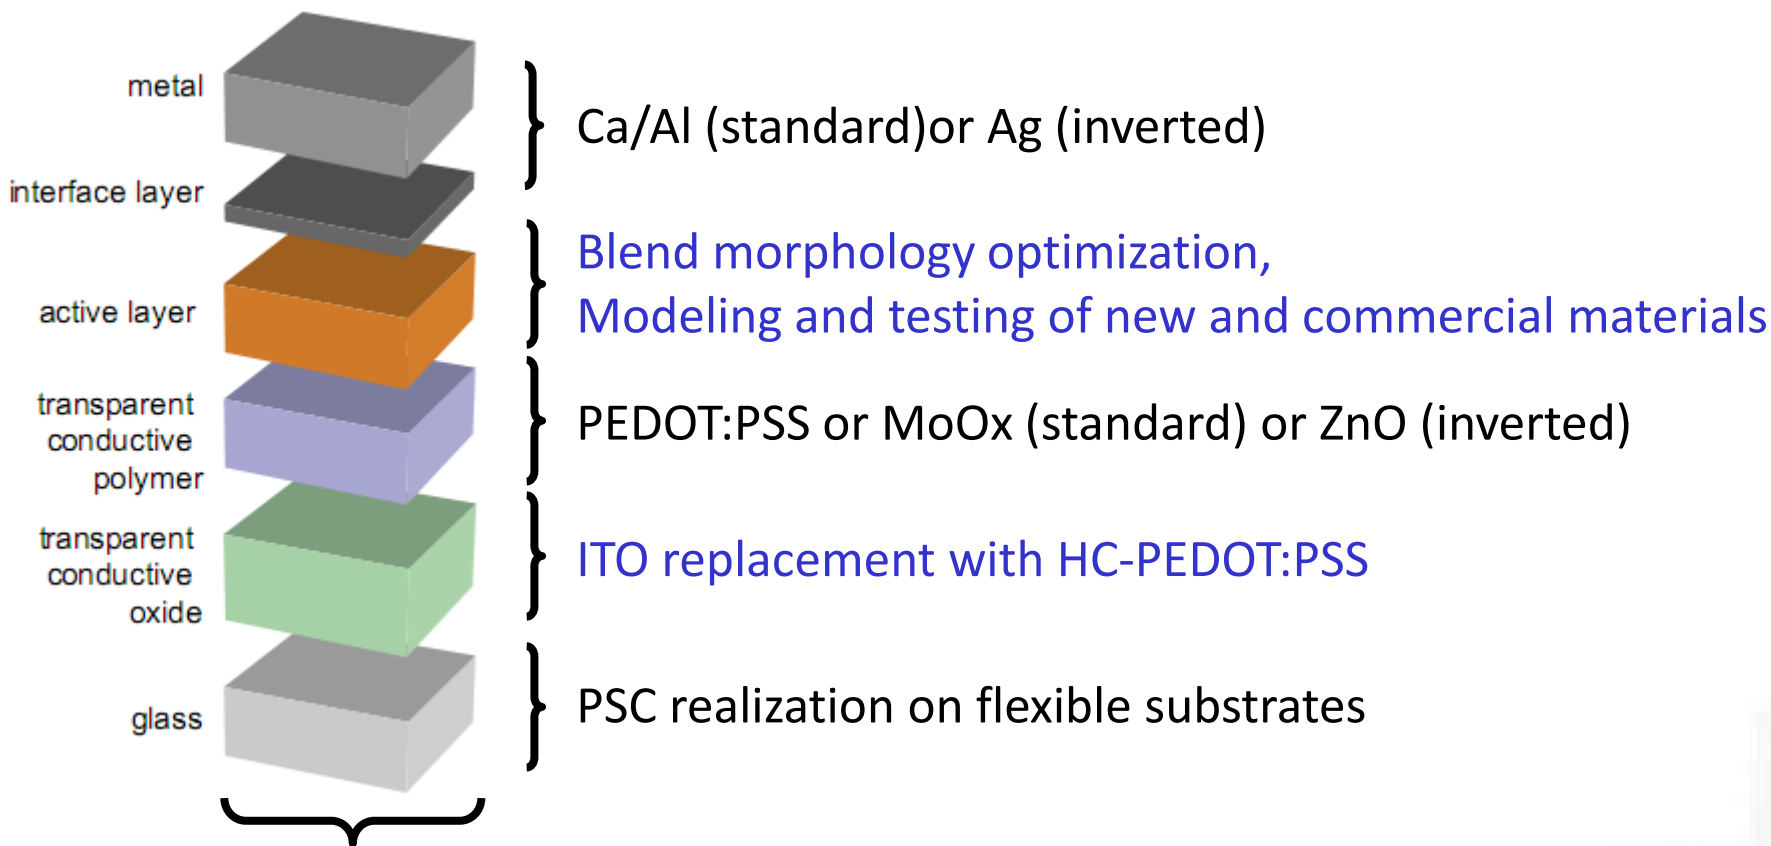 metal
Ca/Al (standard)or Ag (inverted)
interface layer
Blend morphology optimization,
Modeling and testing of new and commercial materials
active layer
transparent
conductive
polymer
PEDOT:PSS or MoOx (standard) or ZnO (inverted)
transparent
conductive
oxide
ITO replacement with HC-PEDOT:PSS
glass
PSC realization on flexible substrates